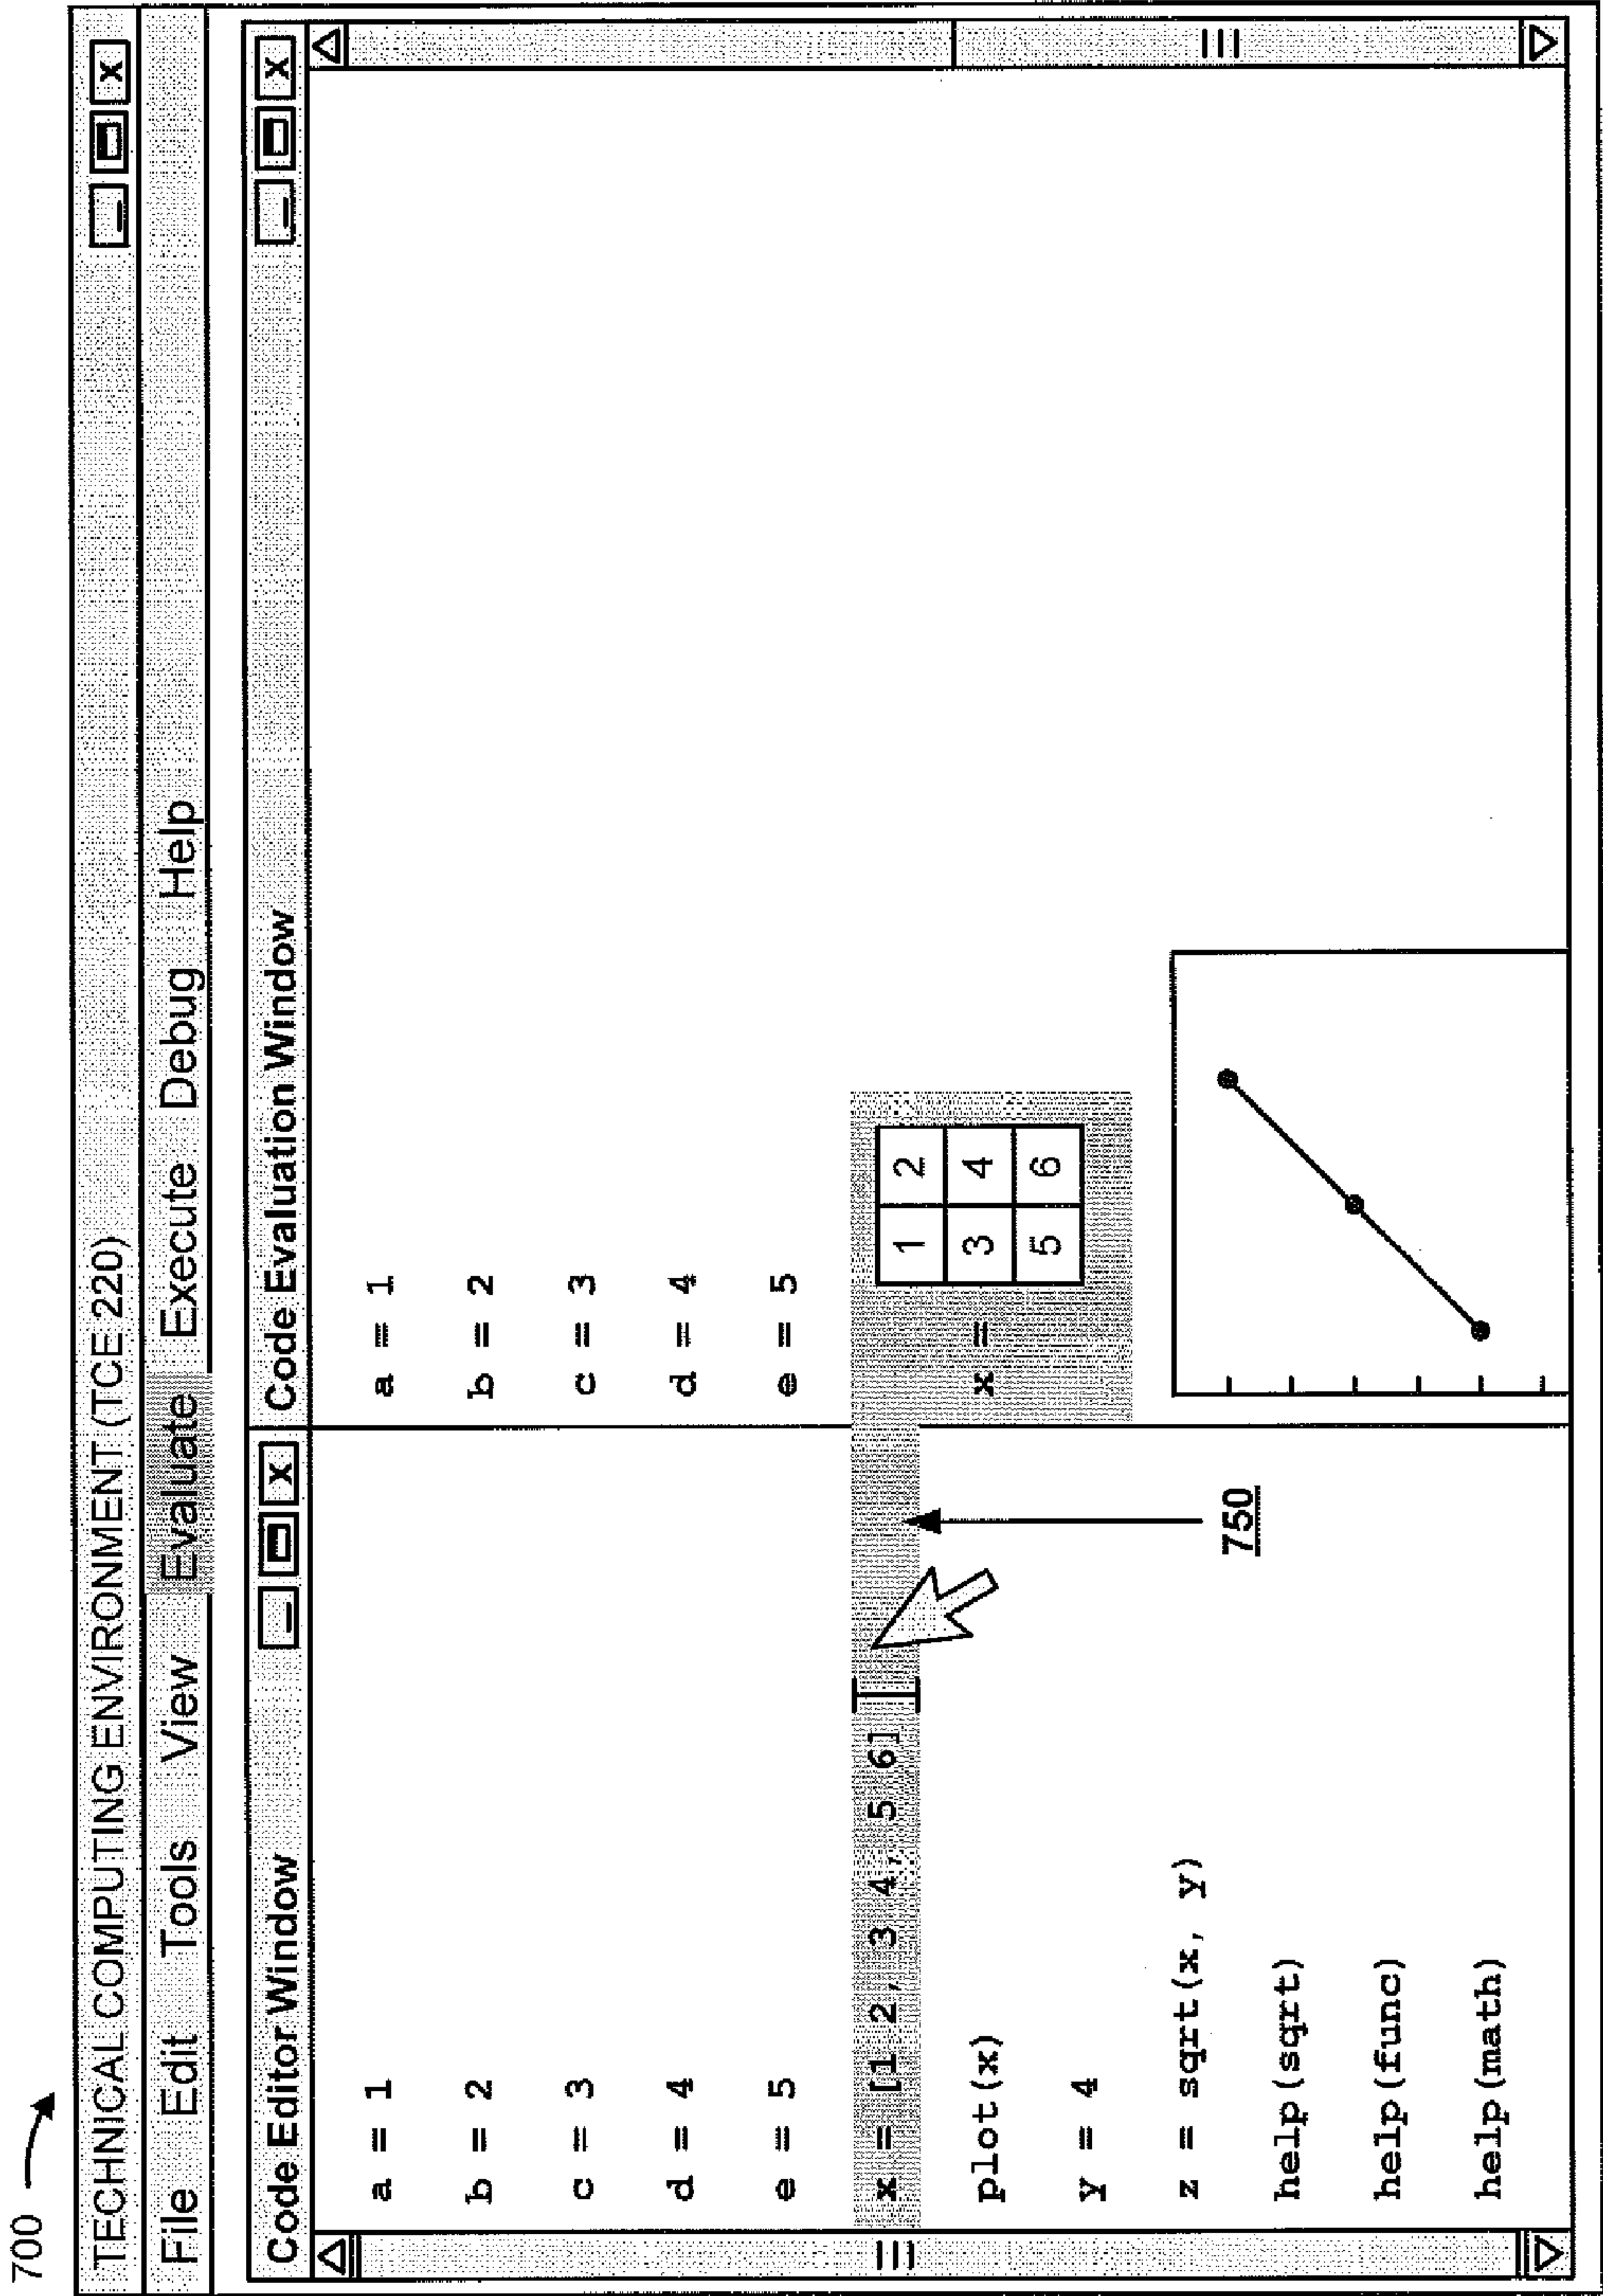 700
TECHNICAL COMPUTING ENVIRONMENT (TCE 220)
File Edit Tools View Evaluate Execute Debug Help
Code Editor Window
a = 1
b = 2
c = 3
d = 4
e = 5
x = [1 2, 3 4, 5 6]
plot(x)
y = 4
z = sqrt(x, y)
help(sqrt)
help(func)
help(math)
750
Code Evaluation Window
a = 1
b = 2
c = 3
d = 4
e = 5
x =
1 2
3 4
5 6